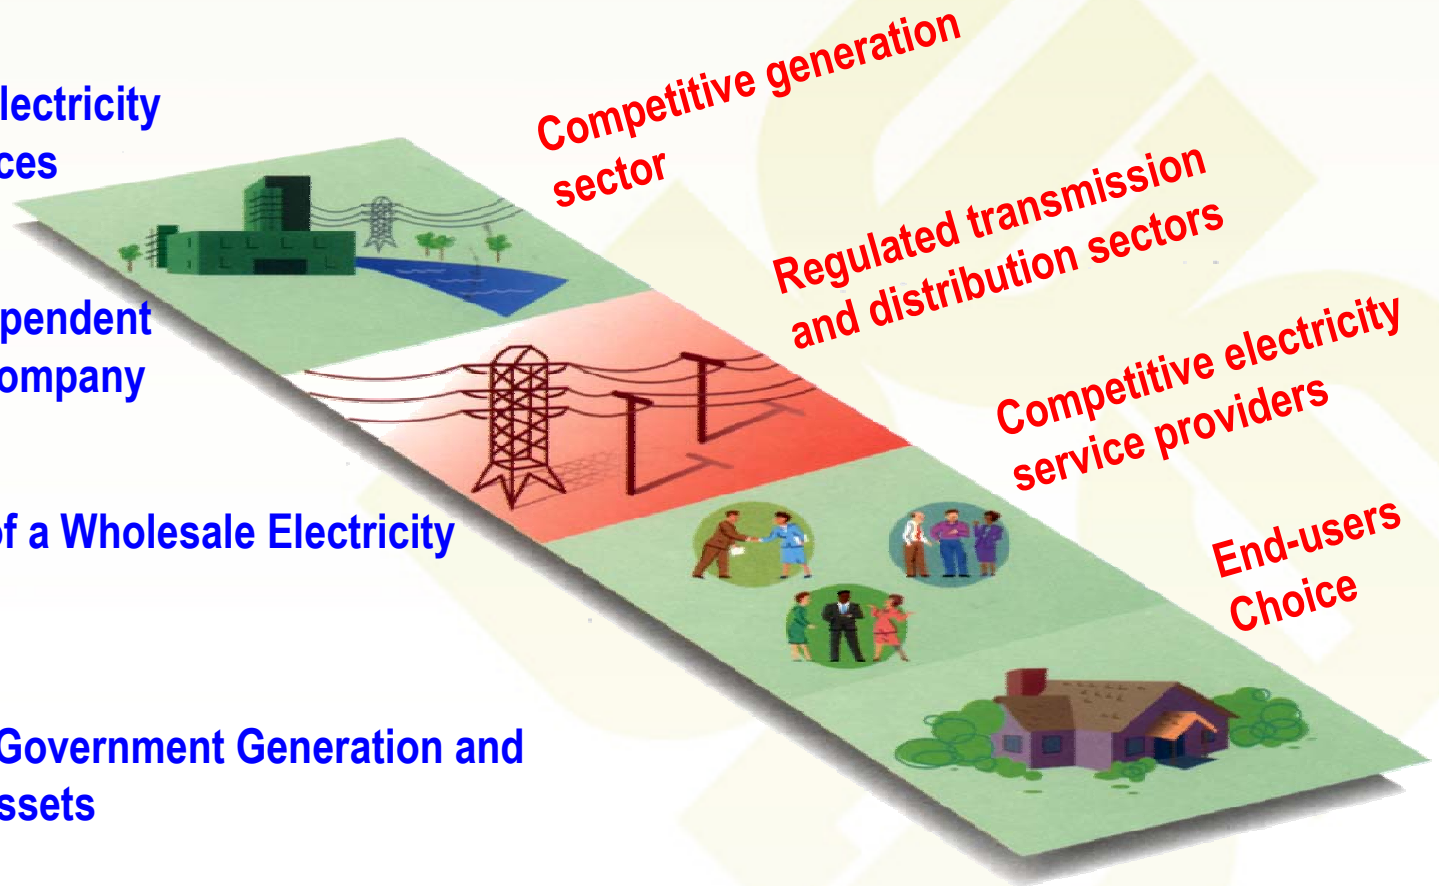 lectricity
ces
pendent
ompany
of a Wholesale Electricity
Government Generation and
ssets
Competitive generation
sector
Regulated transmission
and distribution sectors
Competitive electricity
service providers
End-users
Choice